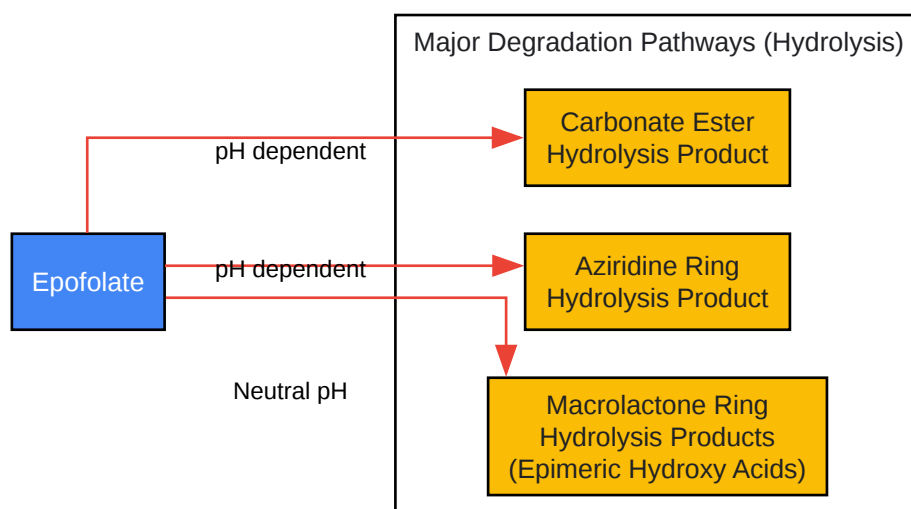 Major Degradation Pathways (Hydrolysis)
Carbonate Ester
Hydrolysis Product
pH dependent
Epofolate
pH dependent
Aziridine Ring
Hydrolysis Product
Neutral pH
Macrolactone Ring
Hydrolysis Products
(Epimeric Hydroxy Acids)